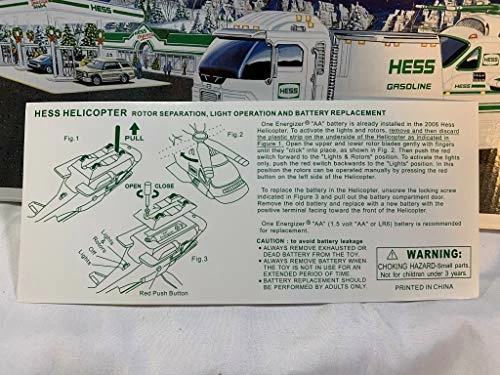 HESS
HESS
GASOLINE
HESS
HESS HELICOPTER ROTOR SEPARATION, LIGHT OPERATION AND BATTERY REPLACEMENT
Fig.1
PULL
Fig.2
OPEN
CLOSE
Lights &
Rotors
Off
Lights
Fig.3
Red Push Button
One Energizer® "AA" battery is already installed in the 2006 Hess
Helicopter. To activate the lights and rotors, remove and then discard
the plastic strip on the underside of the Helicopter as indicated in
Figure 1. Open the upper and lower rotor blades gently with fingers
until they "click" into place, as shown in Fig. 2. Then push the red
switch forward to the "Lights & Rotors" position. To activate the lights
only, push the red switch backwards to the "Lights" position. In this
position the rotors can be operated manually by pressing the red
button on the left side of the Helicopter.
To replace the battery in the Helicopter, unscrew the locking screw
indicated in Figure 3 and pull out the battery compartment door.
Remove the old battery and replace with a new battery with the
positive terminal facing toward the front of the Helicopter.
One Energizer® "AA" (1.5 volt "AA" or LR6) battery is recommended
for replacement.
CAUTION : to avoid battery leakage
• ALWAYS REMOVE EXHAUSTED OR
DEAD BATTERY FROM THE TOY.
• ALWAYS REMOVE BATTERY WHEN
THE TOY IS NOT IN USE FOR AN
EXTENDED PERIOD OF TIME.
• BATTERY REPLACEMENT SHOULD
BE PERFORMED BY ADULTS ONLY.
WARNING:
CHOKING HAZARD-Small parts.
Not for children under 3 years.
PRINTED IN CHINA